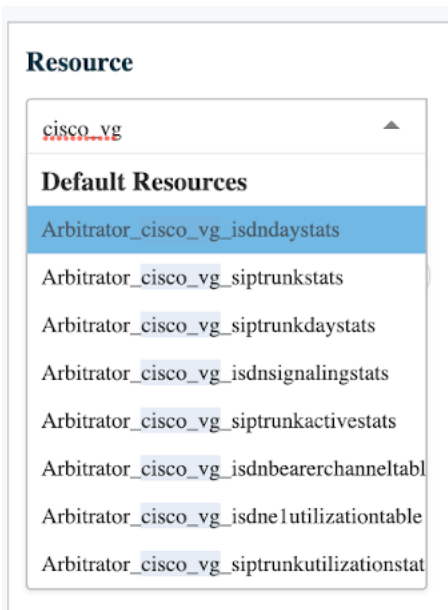 Resource
cisco_vg
Default Resources
Arbitrator_cisco_vg_isdndaystats
Arbitrator_cisco_vg_siptrunkstats
Arbitrator_cisco_vg_siptrunkdaystats
Arbitrator_cisco_vg_isdnsignalingstats
Arbitrator_cisco_vg_siptrunkactivestats
Arbitrator_cisco_vg_isdnbearerchanneltabl
Arbitrator_cisco_vg_isdne1utilizationtable
Arbitrator_cisco_vg_siptrunkutilizationstat